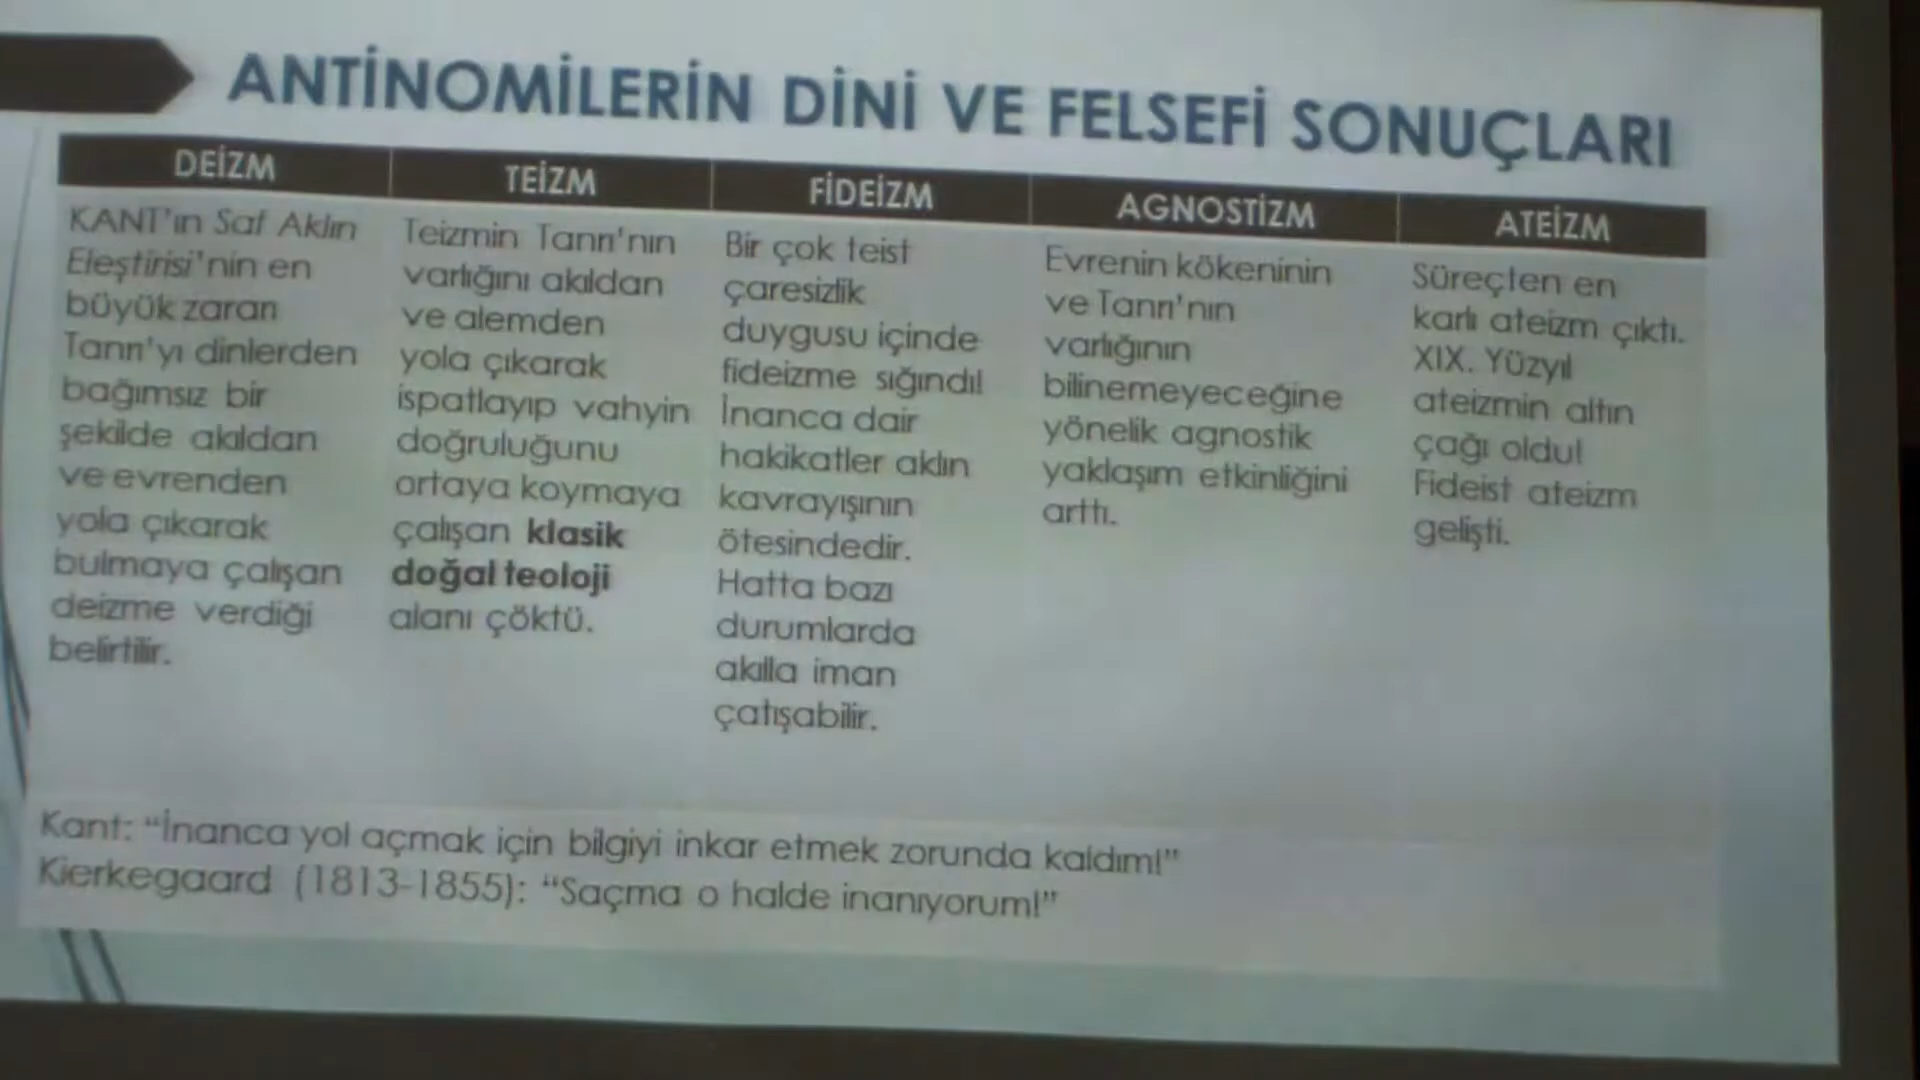 ANTİNOMİLERİN DİNİ VE FELSEFİ SONUÇLARI
DEİZM
KANT'ın Saf Aklın
Eleştirisi'nin en
büyük zararı
Tanrı'yı dinlerden
bağımsız bir
şekilde akıldan
ve evrenden
yola çıkarak
bulmaya çalışan
deizme verdiği
belirtilir.
TEİZM
Teizmin Tanrı'nın
varlığını akıldan
ve alemden
yola çıkarak
ispatlayıp vahyin
doğruluğunu
ortaya koymaya
çalışan klasik
doğal teoloji
alanı çöktü.
FİDEİZM
Bir çok teist
çaresizlik
duygusu içinde
fideizme sığındı!
İnanca dair
hakikatler aklın
kavrayışının
ötesindedir.
Hatta bazı
durumlarda
akılla iman
çatışabilir.
AGNOSTİZM
Evrenin kökeninin
ve Tanrı'nın
varlığının
bilinemeyeceğine
yönelik agnostik
yaklaşım etkinliğini
arttı.
ATEİZM
Süreçten en
karlı ateizm çıktı.
XIX. Yüzyıl
ateizmin altın
çağı oldu!
Fideist ateizm
gelişti.
Kant: “İnanca yol açmak için bilgiyi inkar etmek zorunda kaldım!”
Kierkegaard (1813-1855): “Saçma o halde inanıyorum!”